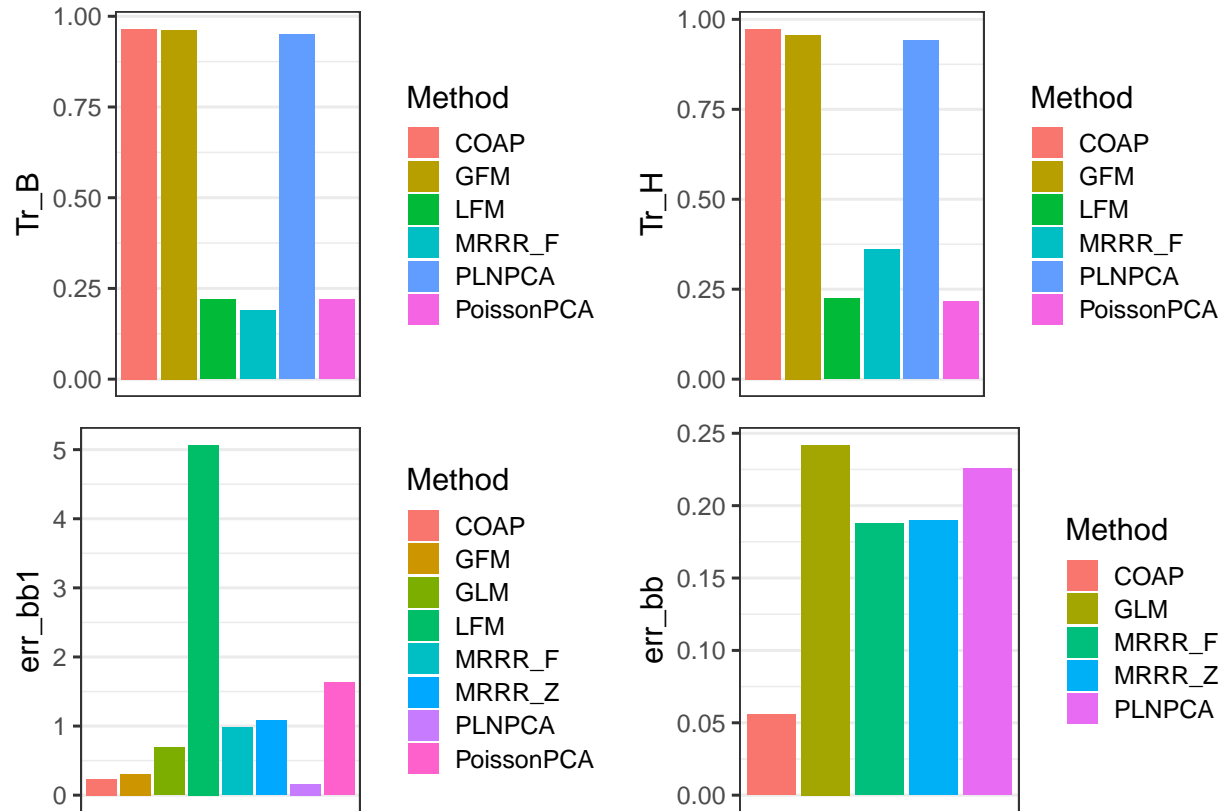 1.00
0.75
0.50
0.25
0.00
Tr_B
Method
COAP
GFM
LFM
MRRR_F
PLNPCA
PoissonPCA
1.00
0.75
0.50
0.25
0.00
Tr_H
Method
COAP
GFM
LFM
MRRR_F
PLNPCA
PoissonPCA
5
4
3
2
1
0
err_bb1
Method
COAP
GFM
GLM
LFM
MRRR_F
MRRR_Z
PLNPCA
PoissonPCA
0.25
0.20
0.15
0.10
0.05
0.00
err_bb
Method
COAP
GLM
MRRR_F
MRRR_Z
PLNPCA